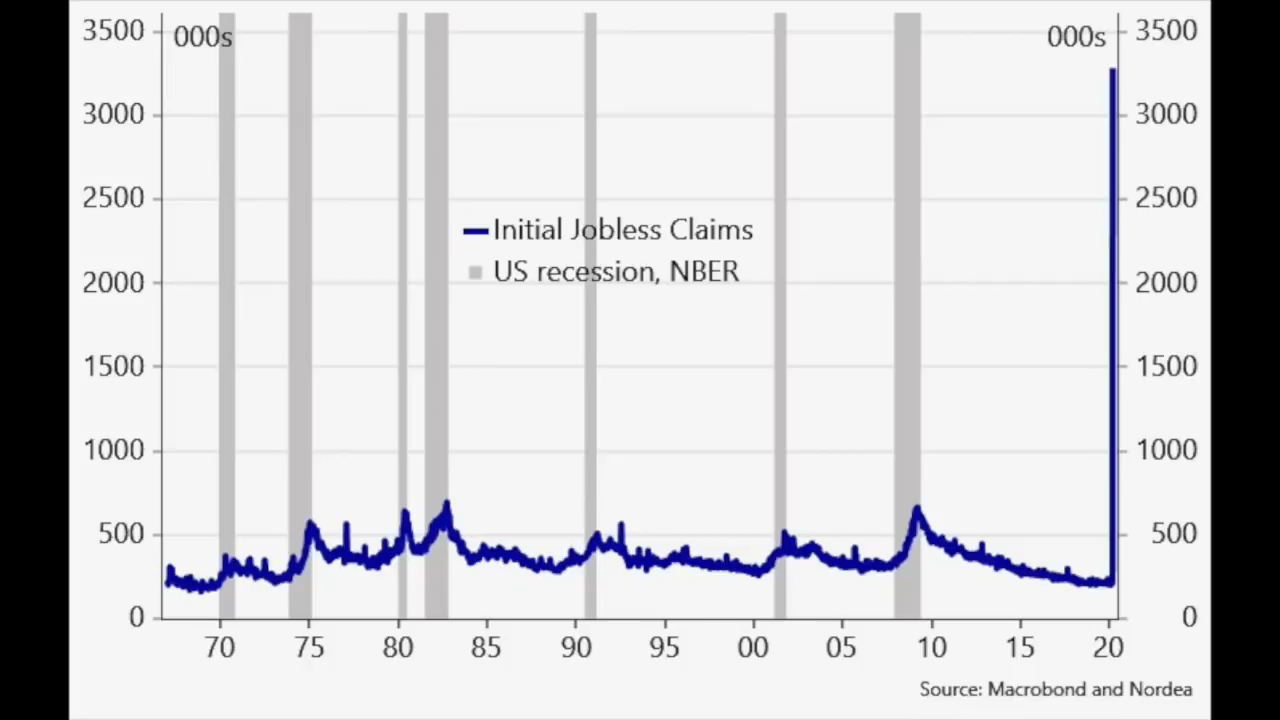 3500 000s 000s 3500
3000 3000
2500 2500
Initial Jobless Claims
US recession, NBER
2000 2000
1500 1500
1000 1000
500 500
0 0
70 75 80 85 90 95 00 05 10 15 20
Source: Macrobond and Nordea